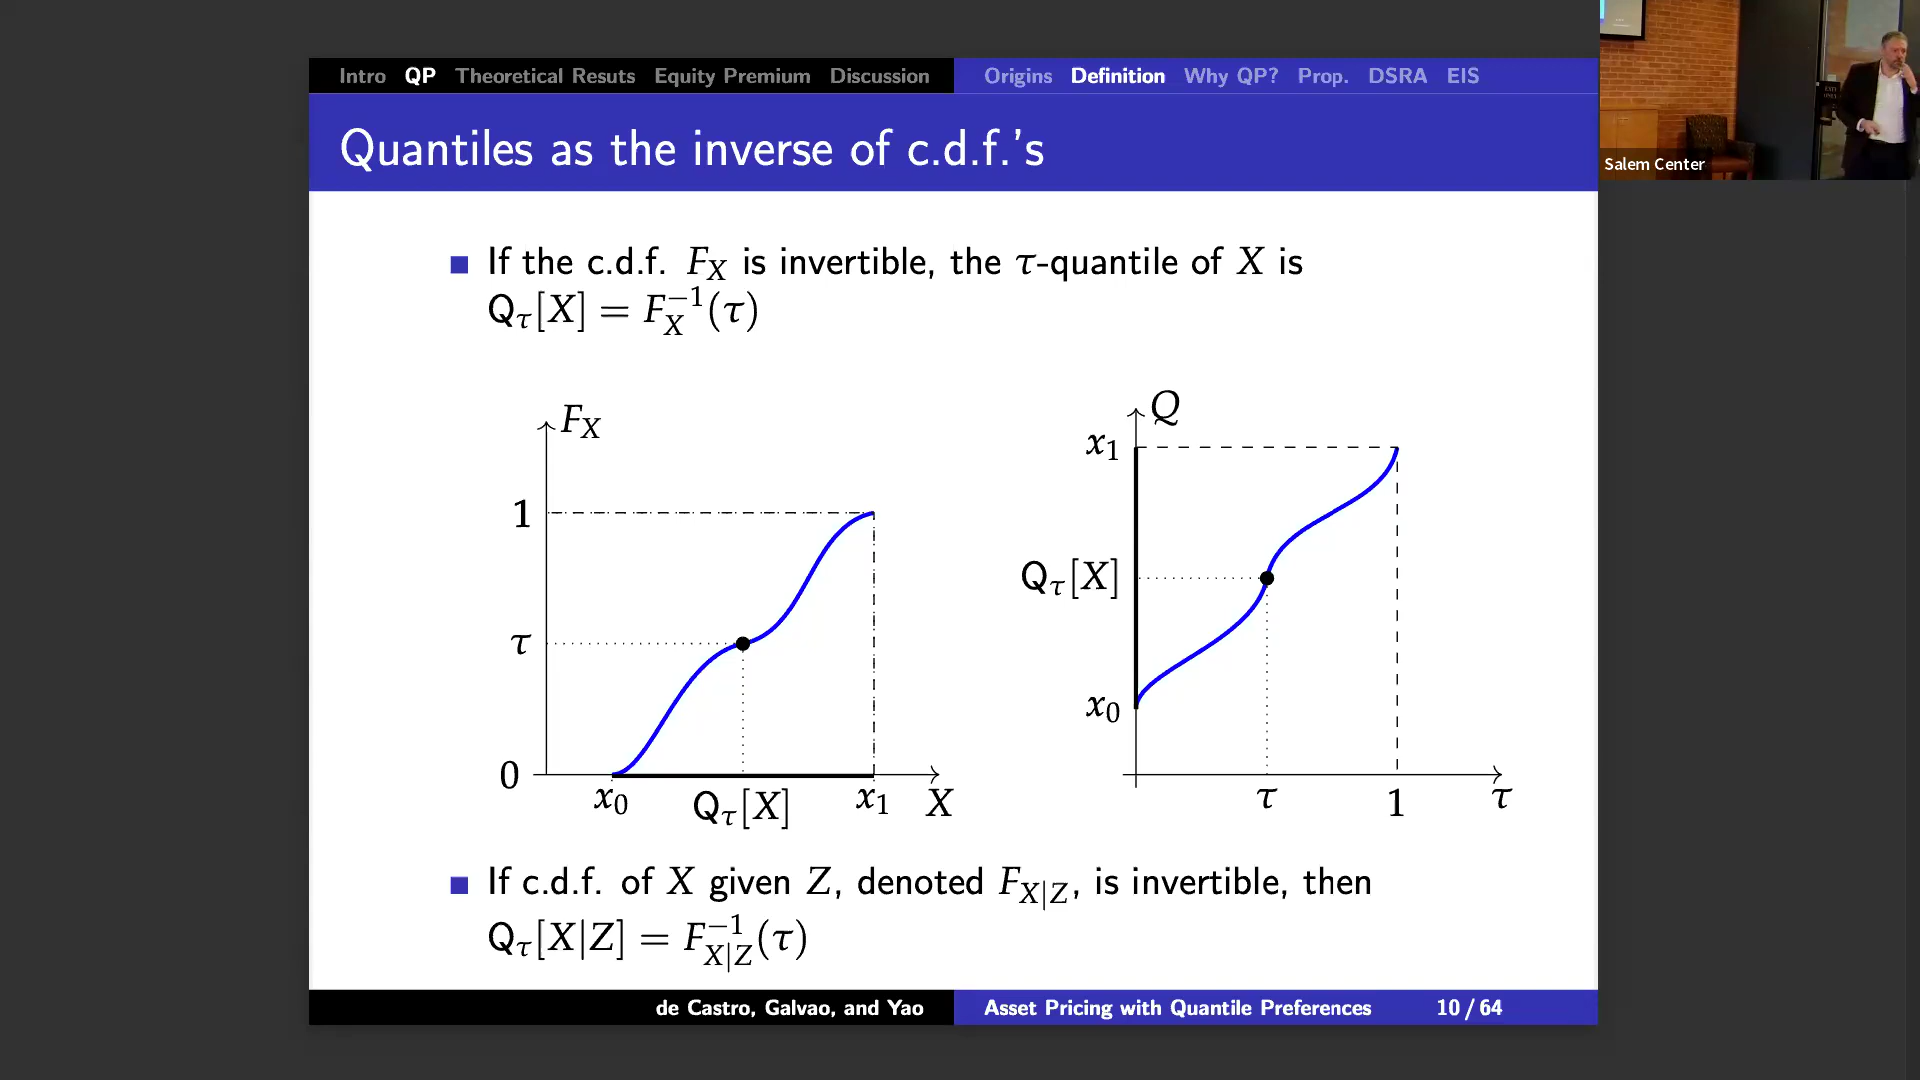 Intro QP Theoretical Resuts Equity Premium Discussion Origins Definition Why QP? Prop. DSRA EIS
Quantiles as the inverse of c.d.f.'s
Salem Center
If the c.d.f. F_X is invertible, the τ-quantile of X is
Q_τ[X] = F_X^{-1}(τ)
F_X
1
τ
0
x_0 Q_τ[X] x_1 X
Q
x_1
Q_τ[X]
x_0
τ 1 τ
If c.d.f. of X given Z, denoted F_{X|Z}, is invertible, then
Q_τ[X|Z] = F_{X|Z}^{-1}(τ)
de Castro, Galvao, and Yao Asset Pricing with Quantile Preferences 10 / 64